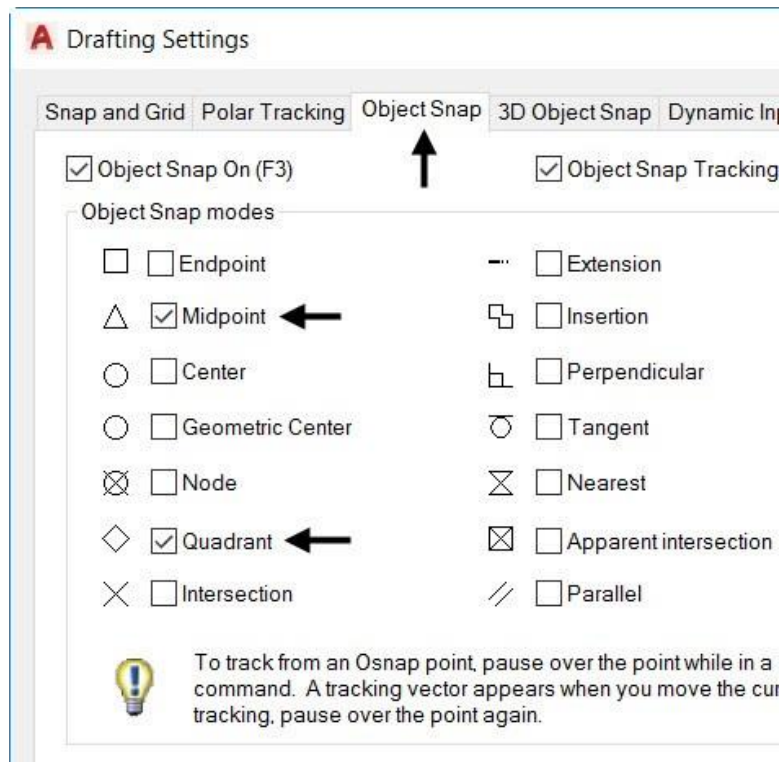 Drafting Settings
Snap and Grid Polar Tracking Object Snap 3D Object Snap Dynamic Inp
Object Snap On (F3) Object Snap Tracking
Object Snap modes
Endpoint Extension
Midpoint Insertion
Center Perpendicular
Geometric Center Tangent
Node Nearest
Quadrant Apparent intersection
Intersection Parallel
To track from an Osnap point, pause over the point while in a
command. A tracking vector appears when you move the cur
tracking, pause over the point again.